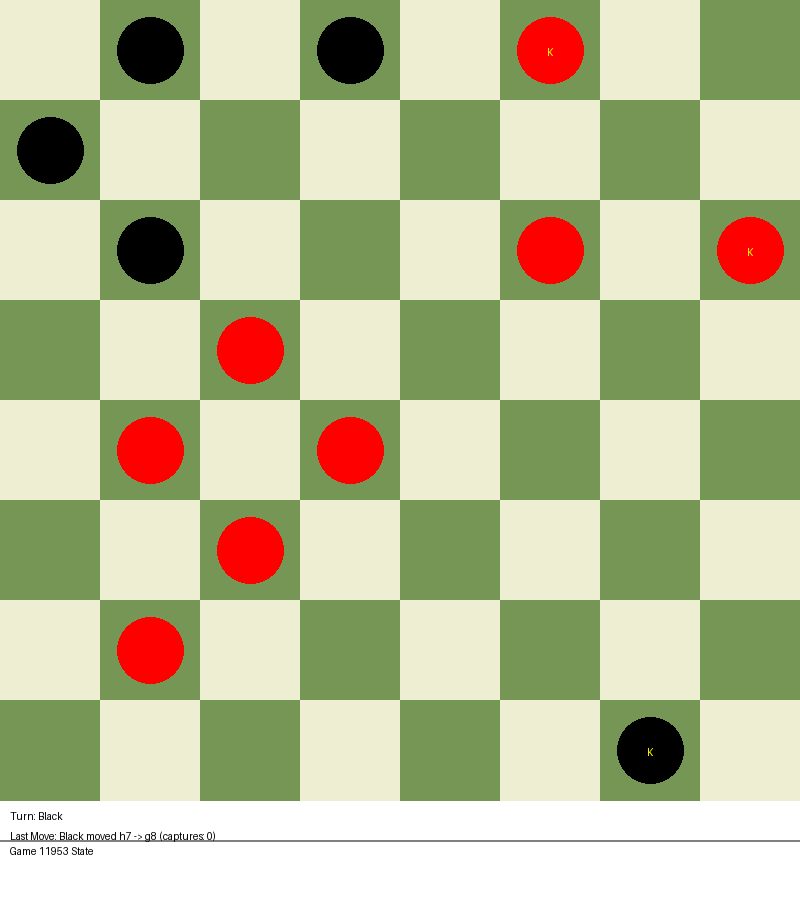 K
K
K
Turn: Black
Last Move: Black moved h7 -> g8 (captures: 0)
Game 11953 State